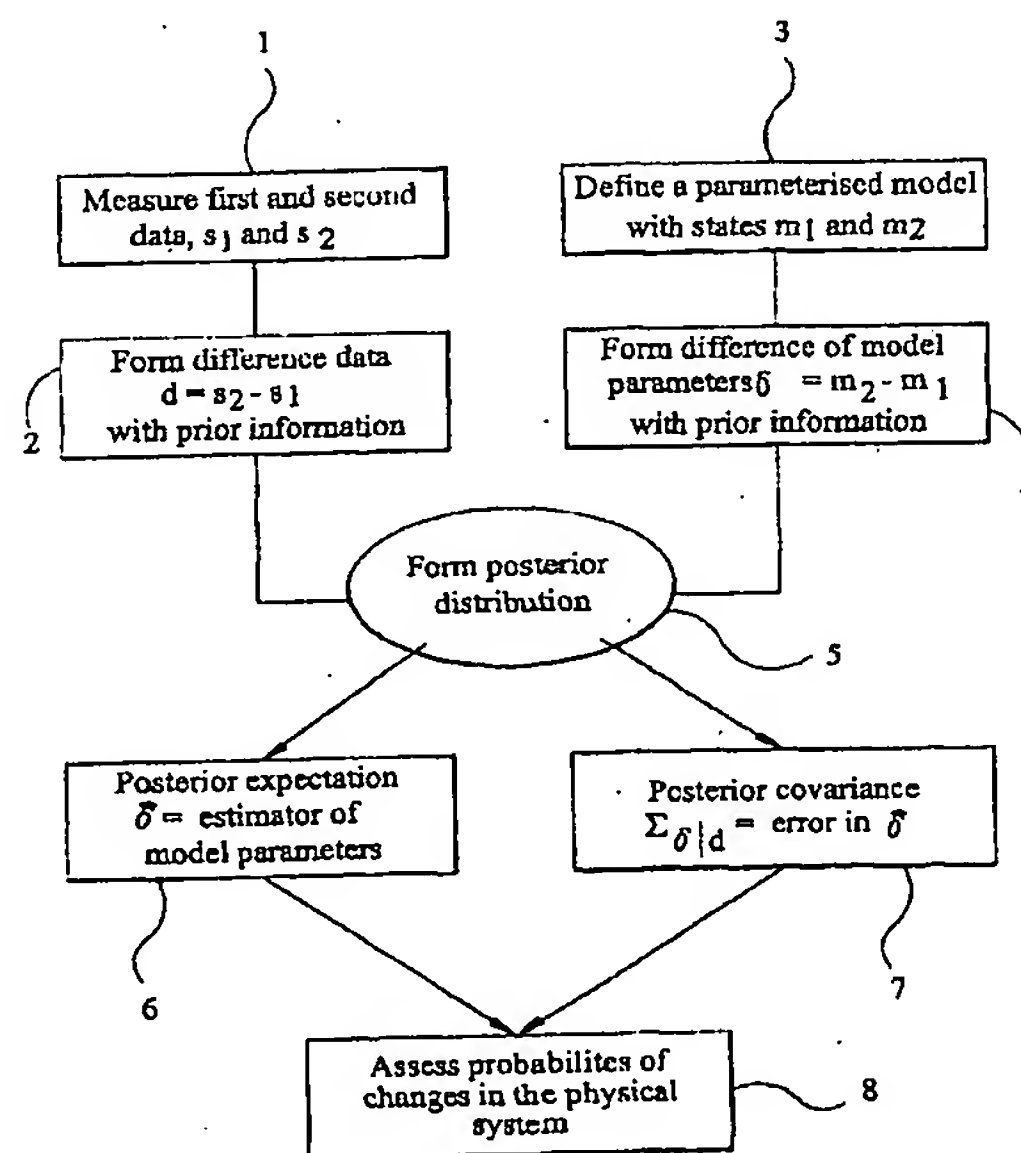 1
3
Measure first and second
data, s1 and s2
Define a parameterised model
with states m1 and m2
Form difference data
d = s2 - s1
with prior information
2
Form difference of model
parameters δ = m2 - m1
with prior information
Form posterior
distribution
5
Posterior expectation
δ̂ = estimator of
model parameters
6
Posterior covariance
Σδ|d = error in δ̂
7
Assess probabilites of
changes in the physical
system
8